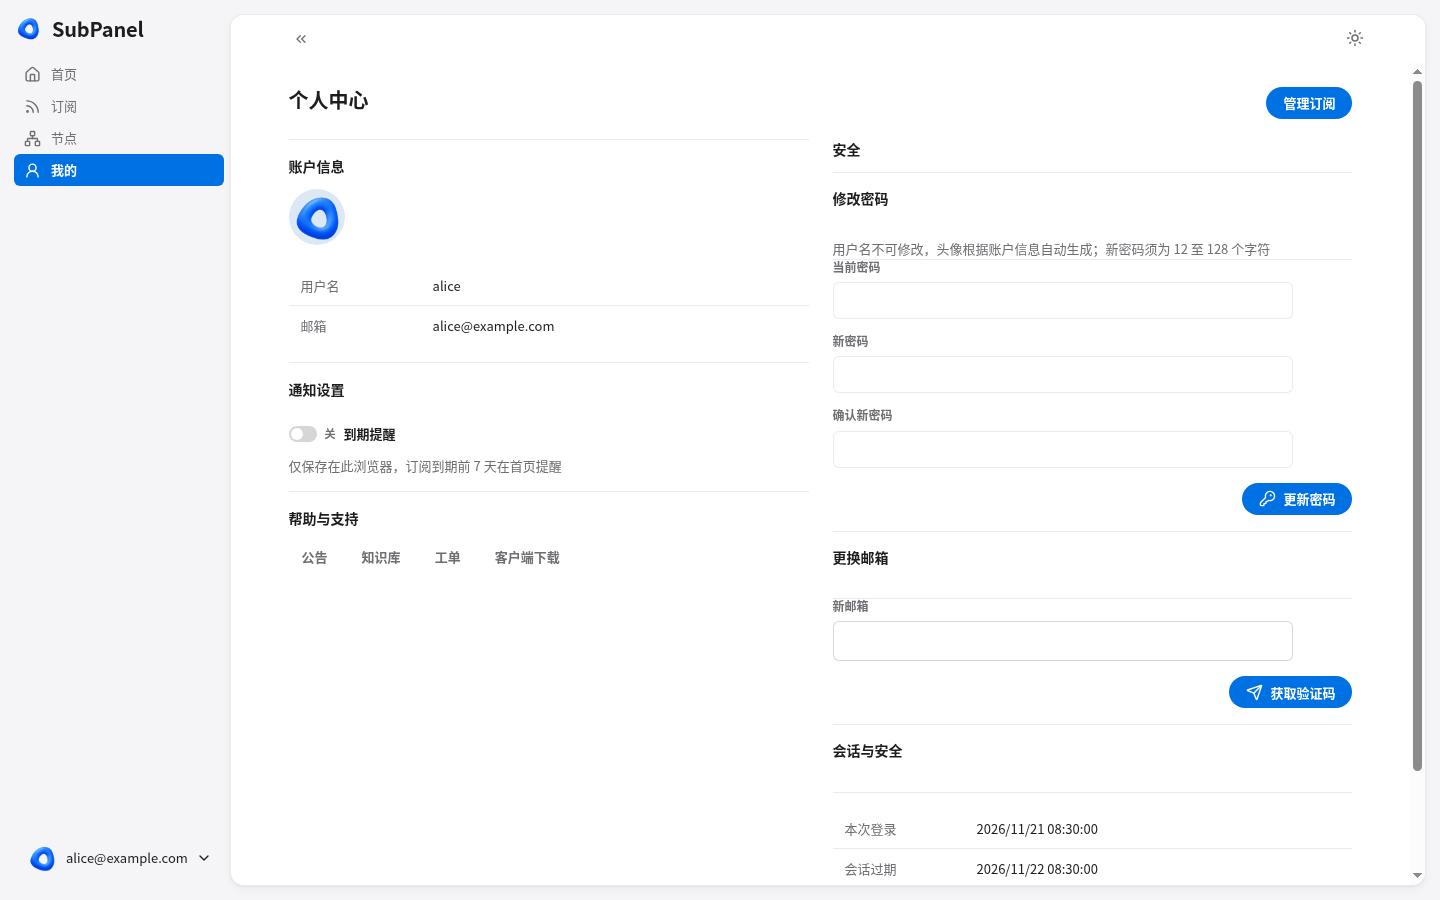 SubPanel
首页
订阅
节点
我的
alice@example.com
个人中心
管理订阅
账户信息
用户名 alice
邮箱 alice@example.com
通知设置
关 到期提醒
仅保存在此浏览器，订阅到期前 7 天在首页提醒
帮助与支持
公告 知识库 工单 客户端下载
安全
修改密码
用户名不可修改，头像根据账户信息自动生成；新密码须为 12 至 128 个字符
当前密码
新密码
确认新密码
更新密码
更换邮箱
新邮箱
获取验证码
会话与安全
本次登录 2026/11/21 08:30:00
会话过期 2026/11/22 08:30:00